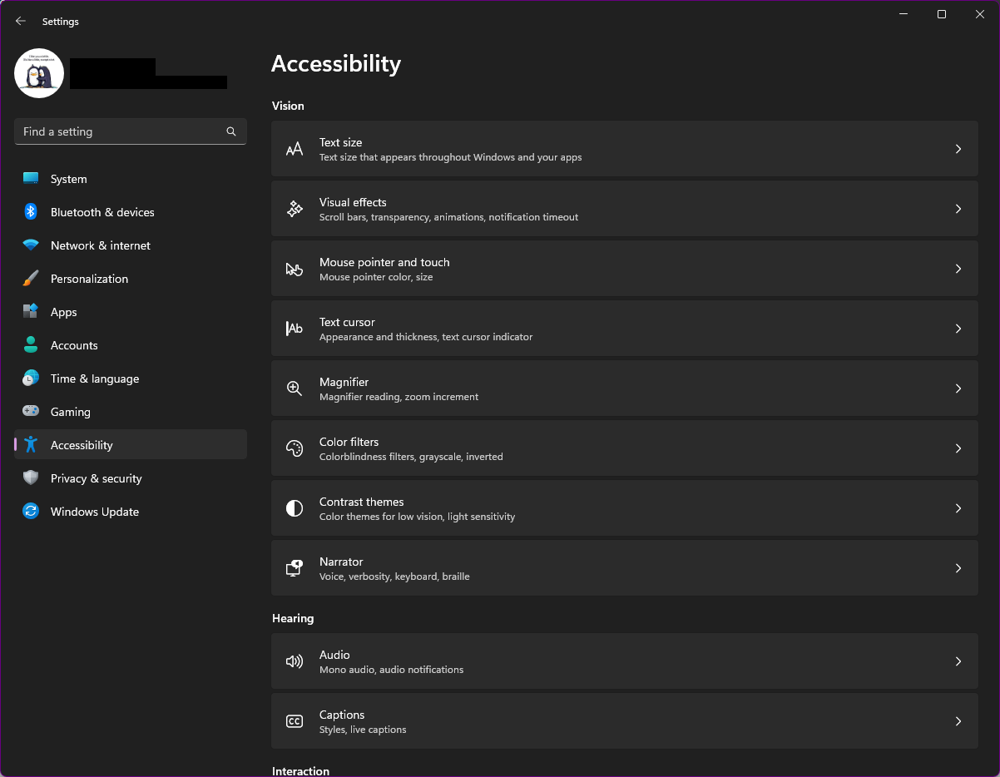 Settings
Find a setting
System
Bluetooth & devices
Network & internet
Personalization
Apps
Accounts
Time & language
Gaming
Accessibility
Privacy & security
Windows Update
Accessibility
Vision
Text size
Text size that appears throughout Windows and your apps
Visual effects
Scroll bars, transparency, animations, notification timeout
Mouse pointer and touch
Mouse pointer color, size
Ab
Text cursor
Appearance and thickness, text cursor indicator
Magnifier
Magnifier reading, zoom increment
Color filters
Colorblindness filters, grayscale, inverted
Contrast themes
Color themes for low vision, light sensitivity
Narrator
Voice, verbosity, keyboard, braille
Hearing
Audio
Mono audio, audio notifications
CC
Captions
Styles, live captions
Interaction